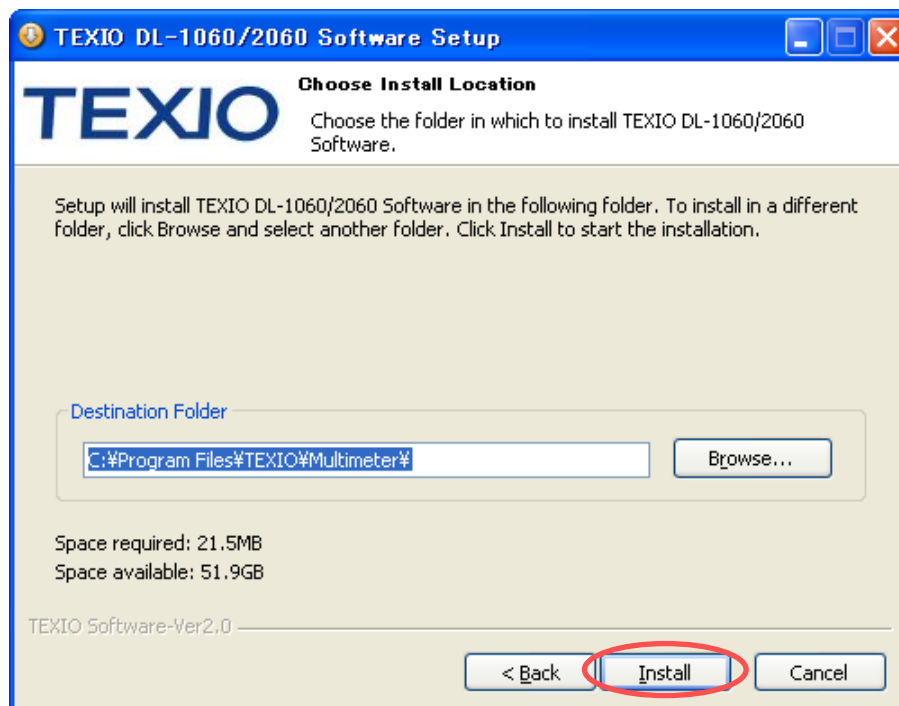 TEXIO DL-1060/2060 Software Setup
TEXIO
Choose Install Location
Choose the folder in which to install TEXIO DL-1060/2060
Software.
Setup will install TEXIO DL-1060/2060 Software in the following folder. To install in a different
folder, click Browse and select another folder. Click Install to start the installation.
Destination Folder
C:¥Program Files¥TEXIO¥Multimeter¥
Browse...
Space required: 21.5MB
Space available: 51.9GB
TEXIO Software-Ver2.0
< Back
Install
Cancel